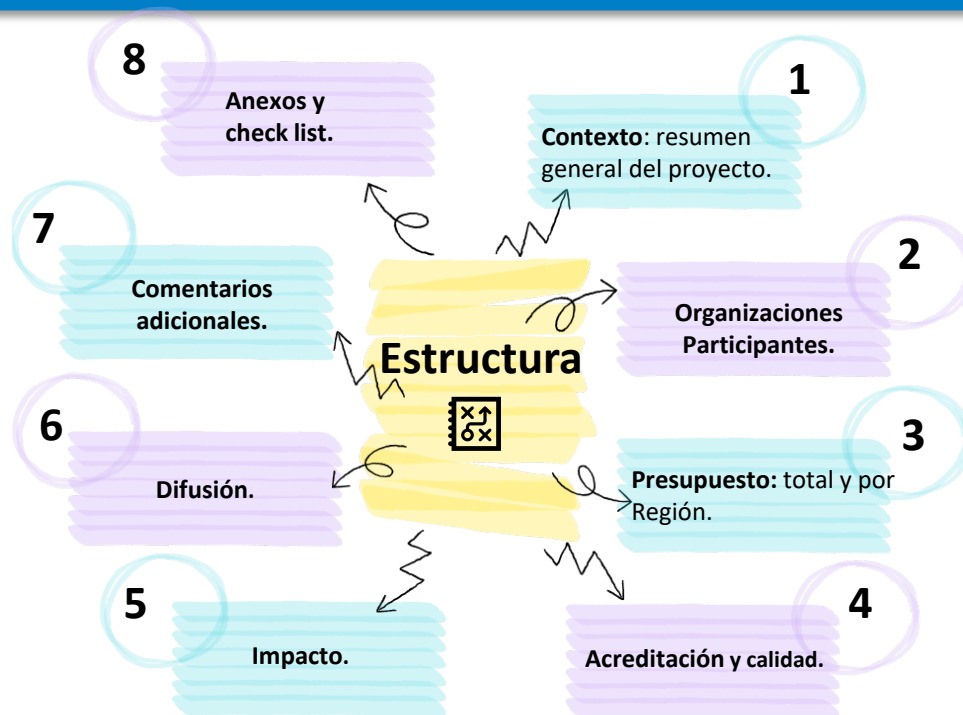 Estructura
1
Contexto: resumen
general del proyecto.
2
Organizaciones
Participantes.
3
Presupuesto: total y por
Región.
4
Acreditación y calidad.
5
Impacto.
6
Difusión.
7
Comentarios
adicionales.
8
Anexos y
check list.